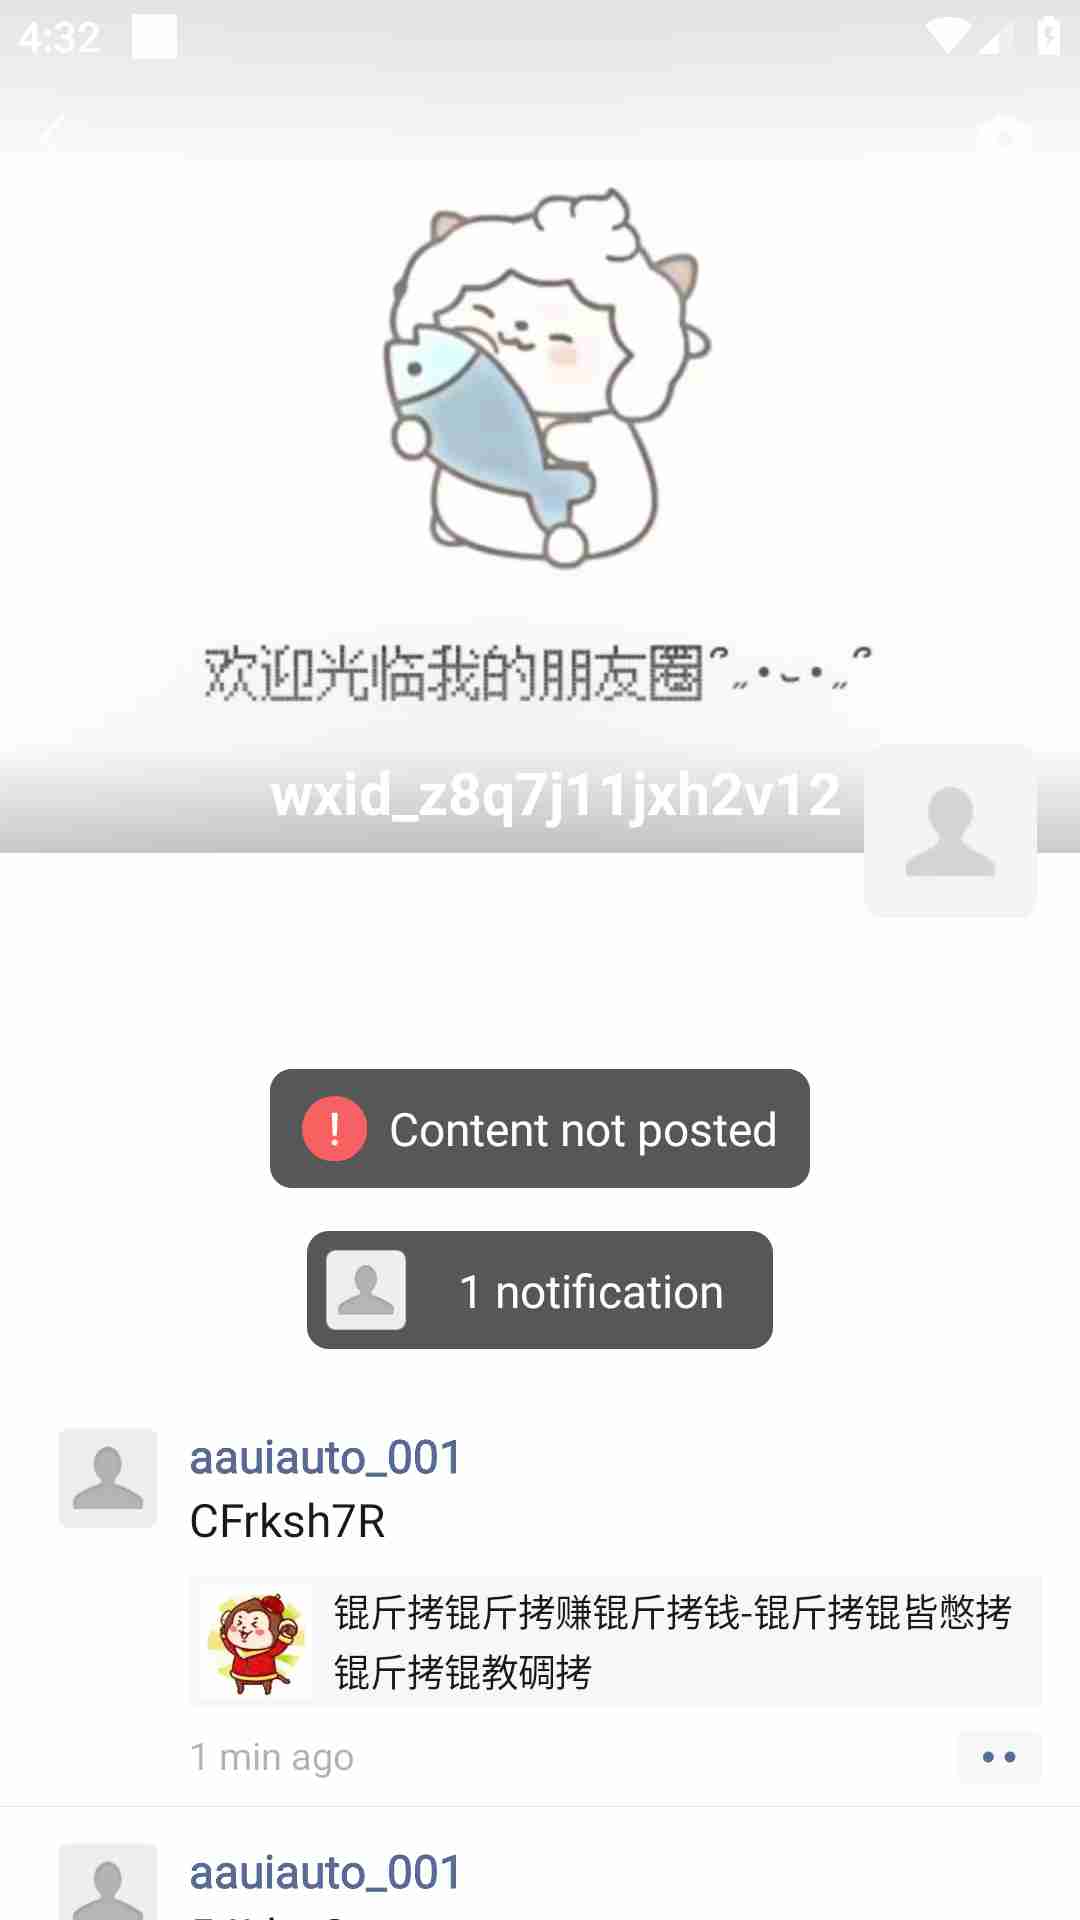 4:32
欢迎光临我的朋友圈
wxid_z8q7j11jxh2v12
! Content not posted
1 notification
aauiauto_001
CFrksh7R
锟斤拷锟斤拷赚锟斤拷钱-锟斤拷锟皆憋拷
锟斤拷锟教碉拷
1 min ago
aauiauto_001